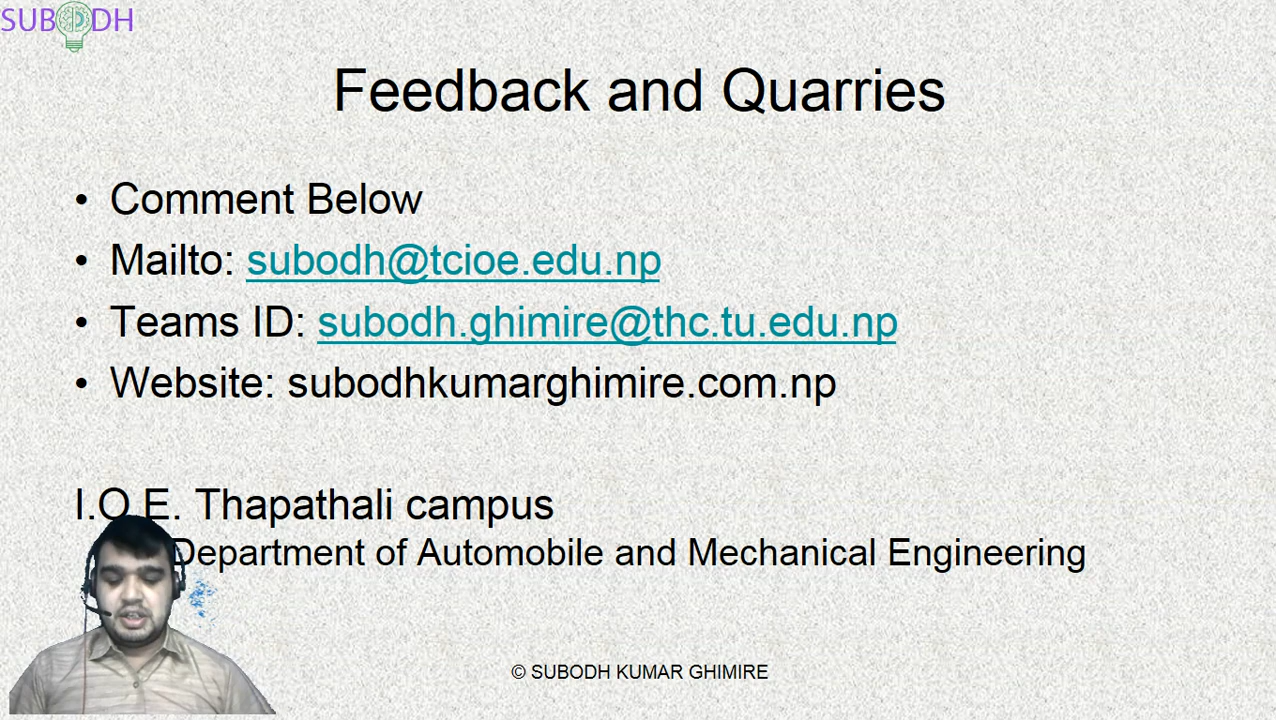 SUBODH
Feedback and Quarries
• Comment Below
• Mailto: subodh@tcioe.edu.np
• Teams ID: subodh.ghimire@thc.tu.edu.np
• Website: subodhkumarghimire.com.np
I.O.E. Thapathali campus
Department of Automobile and Mechanical Engineering
© SUBODH KUMAR GHIMIRE